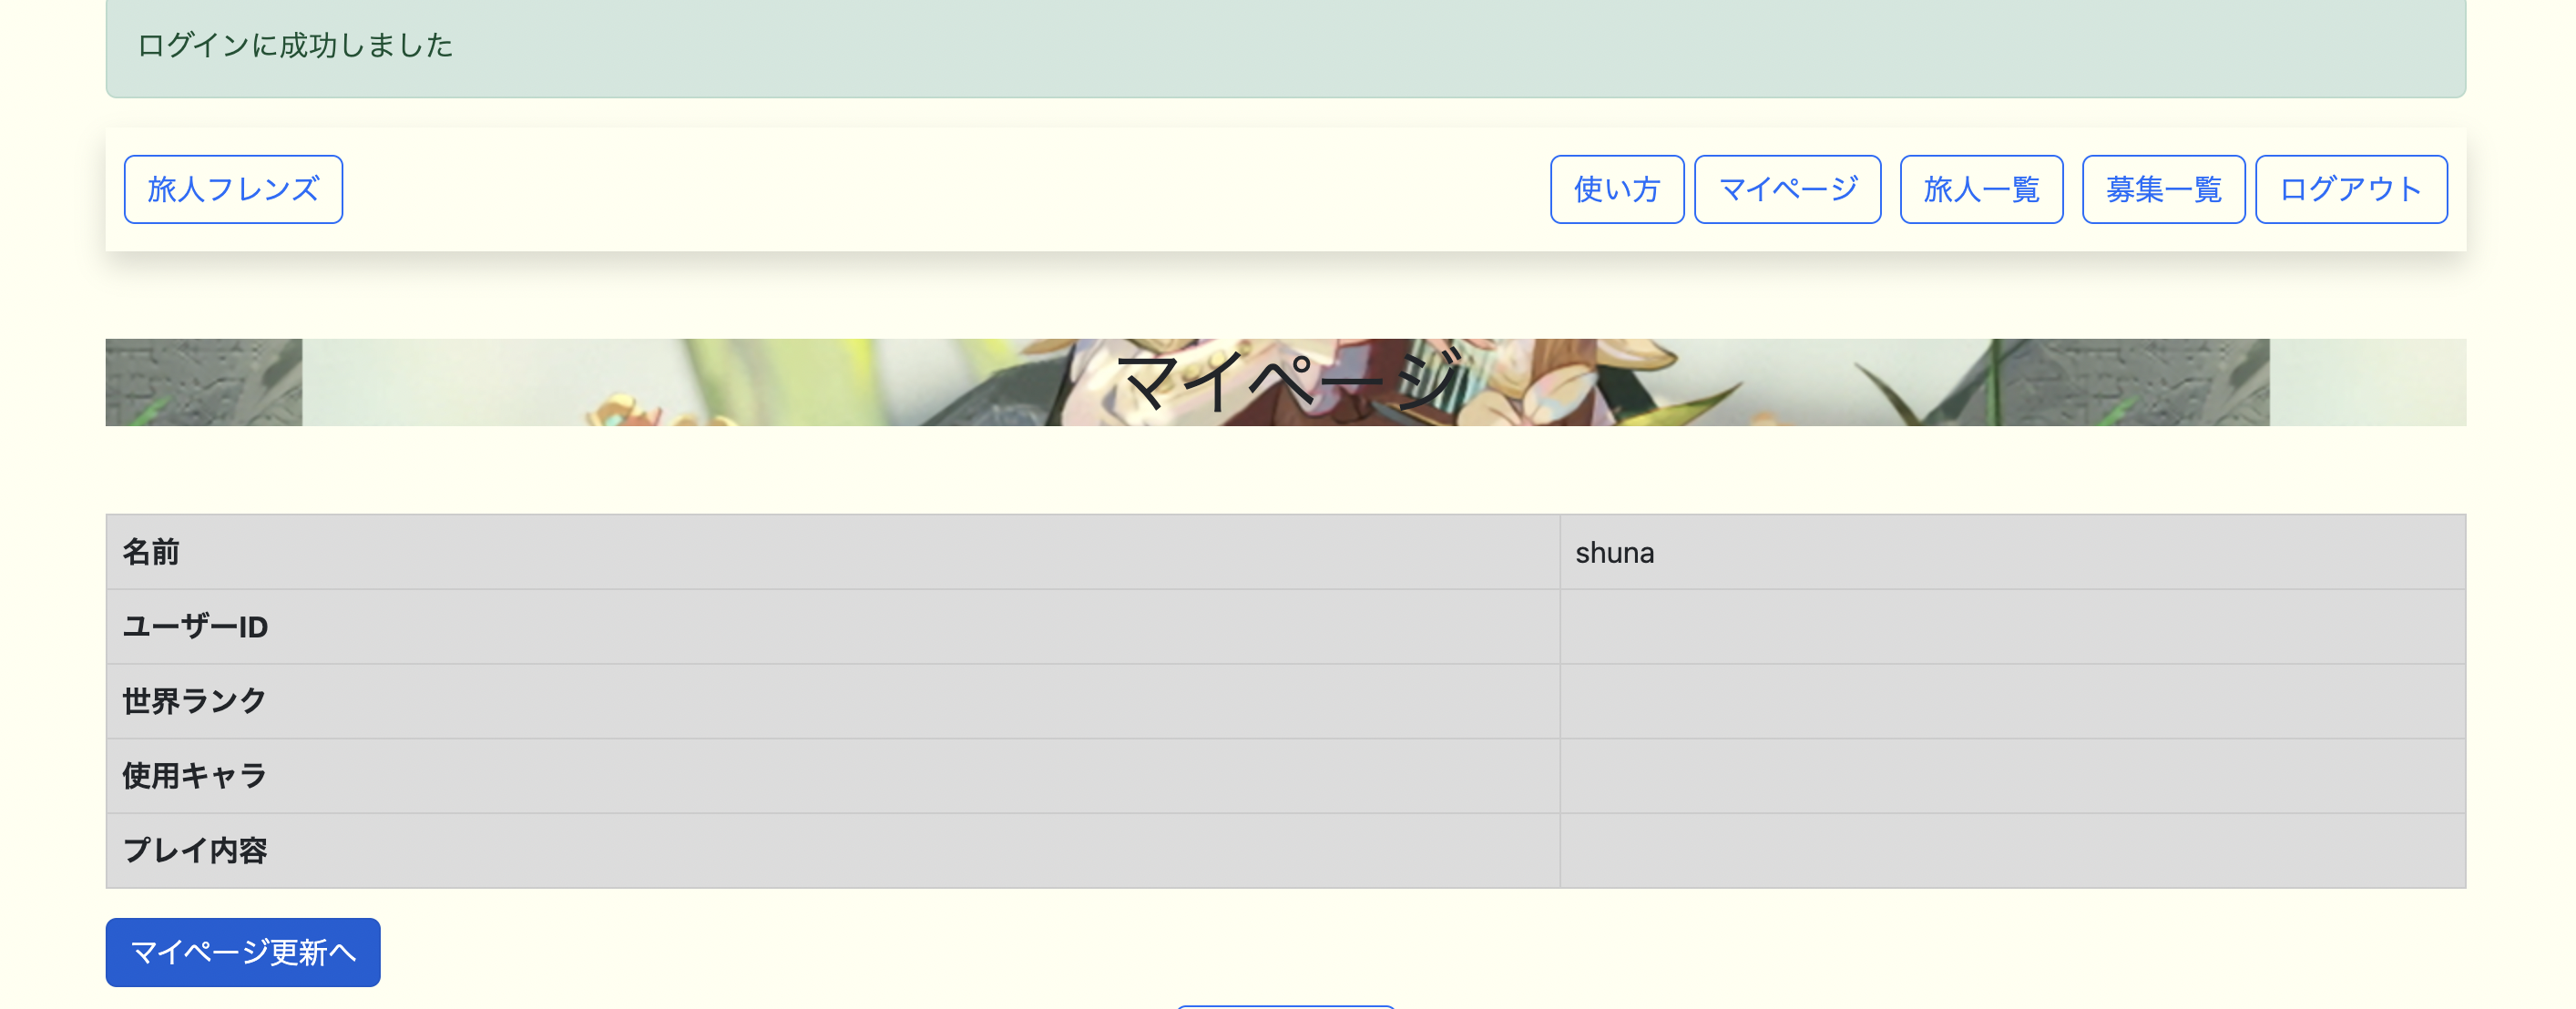 ログインに成功しました
旅人フレンズ 使い方 マイページ 旅人一覧 募集一覧 ログアウト
マイページ
名前 shuna
ユーザーID
世界ランク
使用キャラ
プレイ内容
マイページ更新へ